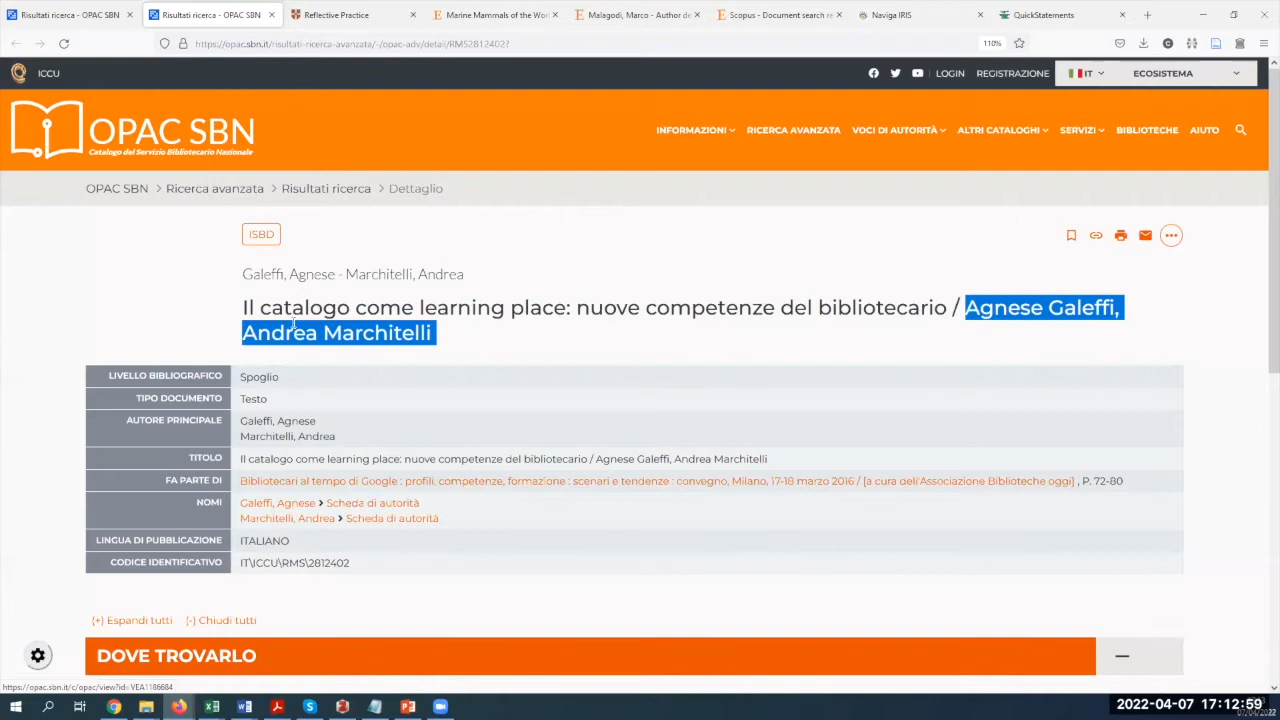 Risultati ricerca - OPAC SBN
Risultati ricerca - OPAC SBN
Reflective Practice
Marine Mammals of the Wor
Malagodi, Marco - Author de
Scopus - Document search re
Naviga IRIS
QuickStatements
https://opac.sbn.it/risultati-ricerca-avanzata/-/opac-adv/detail/RMS2812402?
110%
ICCU
LOGIN
REGISTRAZIONE
IT
ECOSISTEMA
OPAC SBN
Catalogo del Servizio Bibliotecario Nazionale
INFORMAZIONI
RICERCA AVANZATA
VOCI DI AUTORITÀ
ALTRI CATALOGHI
SERVIZI
BIBLIOTECHE
AIUTO
OPAC SBN > Ricerca avanzata > Risultati ricerca > Dettaglio
ISBD
Galeffi, Agnese - Marchitelli, Andrea
Il catalogo come learning place: nuove competenze del bibliotecario / Agnese Galeffi,
Andrea Marchitelli
LIVELLO BIBLIOGRAFICO Spoglio
TIPO DOCUMENTO Testo
AUTORE PRINCIPALE Galeffi, Agnese
Marchitelli, Andrea
TITOLO Il catalogo come learning place: nuove competenze del bibliotecario / Agnese Galeffi, Andrea Marchitelli
FA PARTE DI Bibliotecari al tempo di Google : profili, competenze, formazione : scenari e tendenze : convegno, Milano, 17-18 marzo 2016 / [a cura dell'Associazione Biblioteche oggi] , P. 72-80
NOMI Galeffi, Agnese > Scheda di autorità
Marchitelli, Andrea > Scheda di autorità
LINGUA DI PUBBLICAZIONE ITALIANO
CODICE IDENTIFICATIVO IT\ICCU\RMS\2812402
(+) Espandi tutti (-) Chiudi tutti
DOVE TROVARLO
https://opac.sbn.it/c/opac/view?id=VEA1186684
2022-04-07 17:12:59
07/04/2022